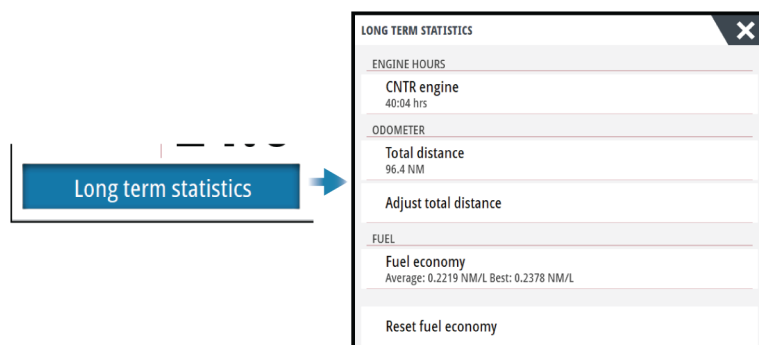 Long term statistics
LONG TERM STATISTICS
ENGINE HOURS
CNTR engine
40:04 hrs
ODOMETER
Total distance
96.4 NM
Adjust total distance
FUEL
Fuel economy
Average: 0.2219 NM/L Best: 0.2378 NM/L
Reset fuel economy